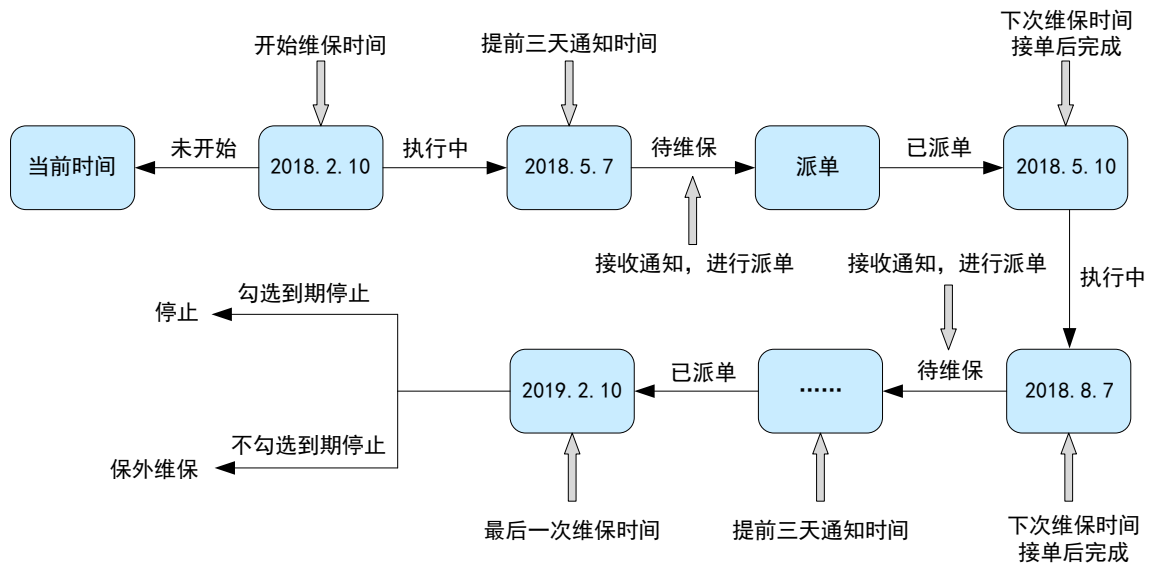 开始维保时间
提前三天通知时间
下次维保时间
接单后完成
当前时间
未开始
2018.2.10
执行中
2018.5.7
待维保
派单
已派单
2018.5.10
接收通知，进行派单
接收通知，进行派单
执行中
停止
勾选到期停止
2019.2.10
已派单
……
待维保
2018.8.7
不勾选到期停止
保外维保
最后一次维保时间
提前三天通知时间
下次维保时间
接单后完成